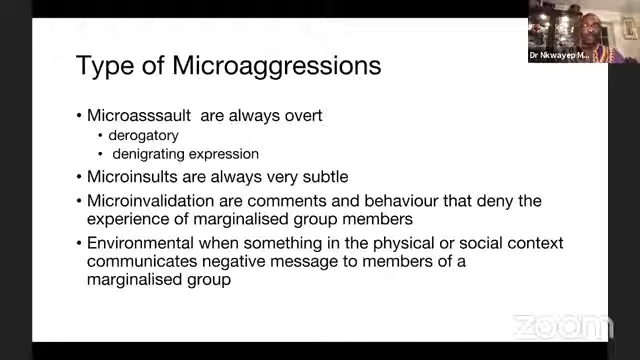 Dr Nkwayep M...
Type of Microaggressions
• Microasssault are always overt
• derogatory
• denigrating expression
• Microinsults are always very subtle
• Microinvalidation are comments and behaviour that deny the
experience of marginalised group members
• Environmental when something in the physical or social context
communicates negative message to members of a
marginalised group
zoom